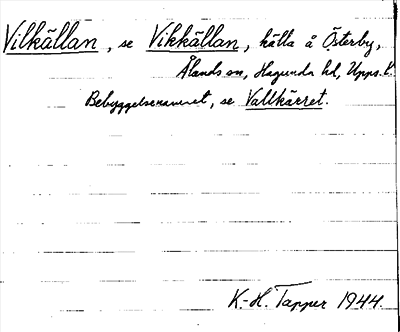 Vilkällan, se Vikkällan, källa å Österby,
Ålands sn, Hagunda hd, Upps. l.
Bebyggelsenamnet, se Vallkärret.
K.-H. Tapper 1944.